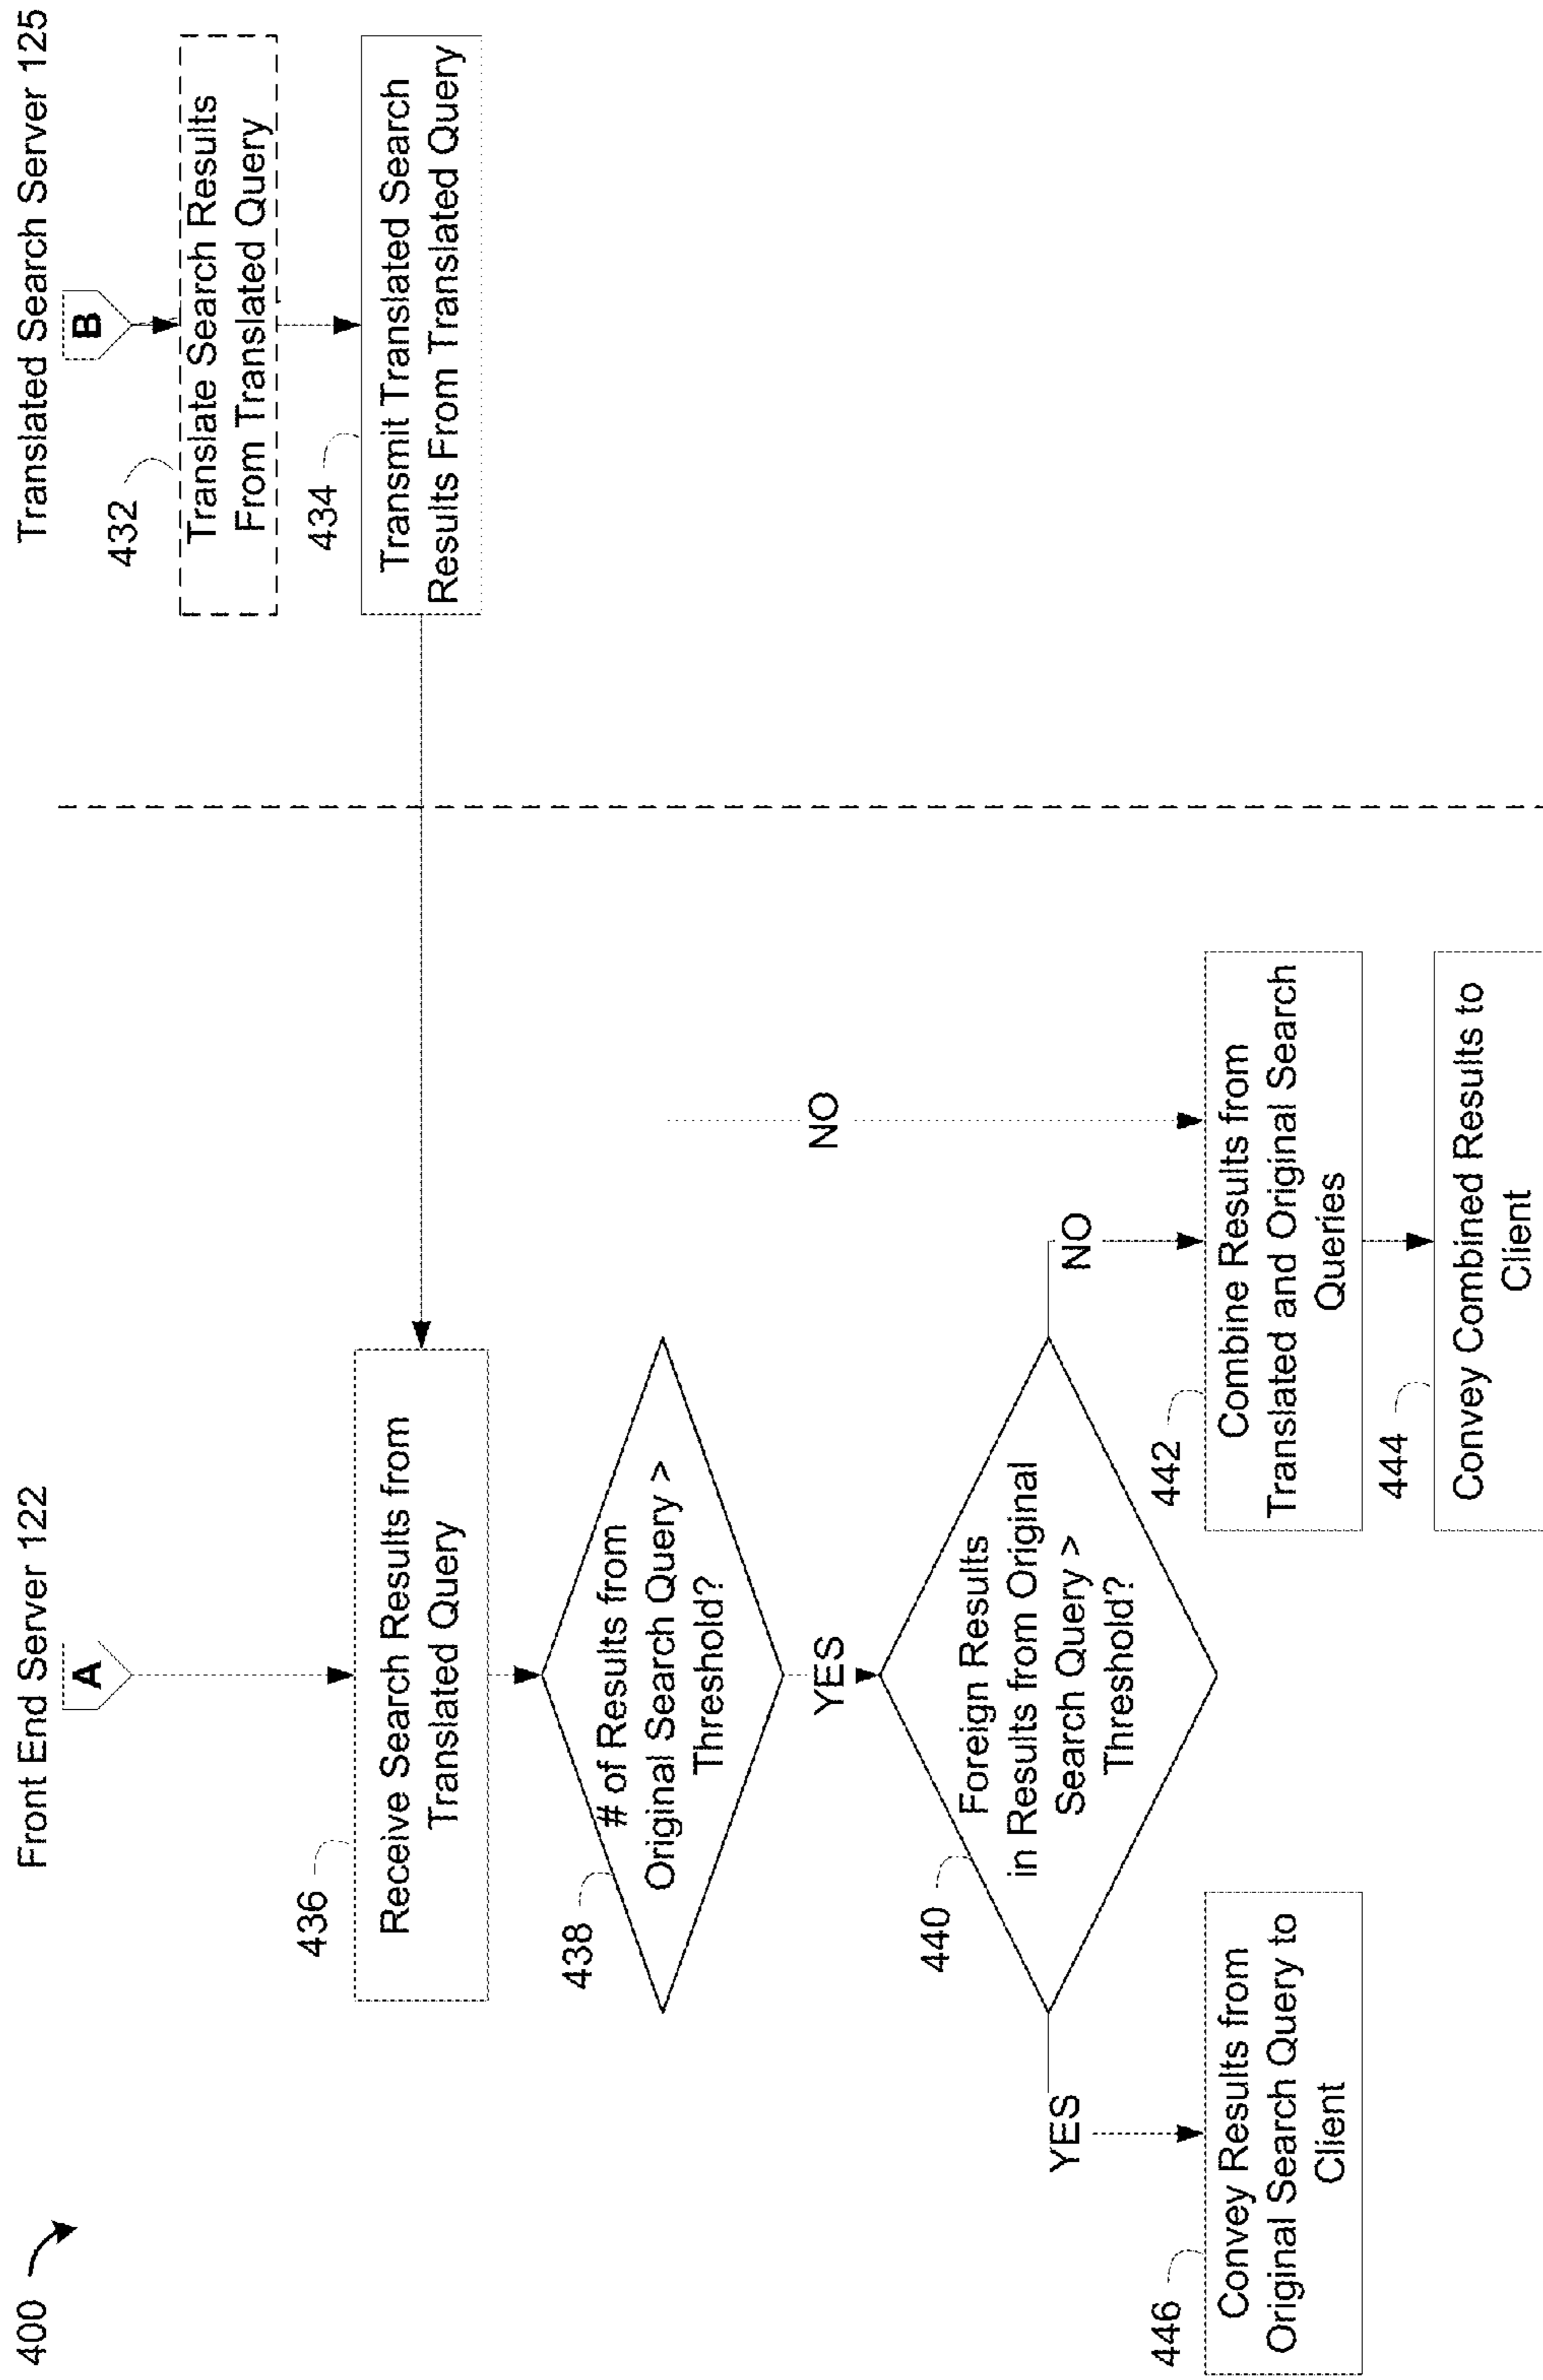 400
Front End Server 122
Translated Search Server 125
A
B
432
Translate Search Results
From Translated Query
434
Transmit Translated Search
Results From Translated Query
436
Receive Search Results from
Translated Query
438
# of Results from
Original Search Query >
Threshold?
NO
YES
440
Foreign Results
in Results from Original
Search Query >
Threshold?
YES
NO
446
Convey Results from
Original Search Query to
Client
442
Combine Results from
Translated and Original Search
Queries
444
Convey Combined Results to
Client